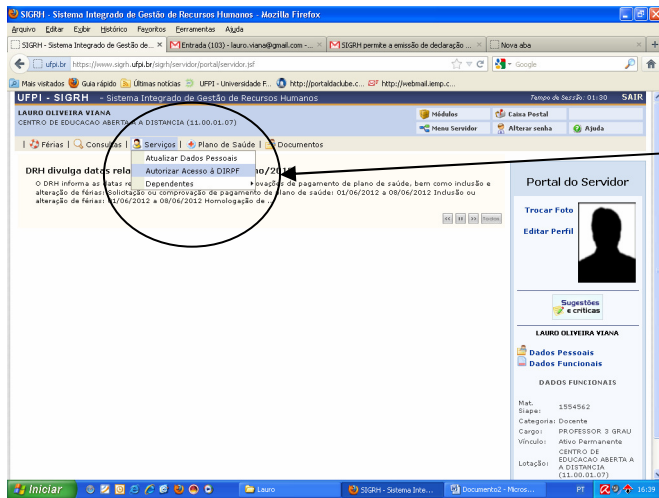 SIGRH - Sistema Integrado de Gestão de Recursos Humanos - Mozilla Firefox
Arquivo Editar Exibir Histórico Favoritos Ferramentas Ajuda
SIGRH - Sistema Integrado de Gestão de... × Entrada (103) - lauro.viana@gmail.com - ... × SIGRH permite a emissão de declaração ... × Nova aba × +
ufpi.br https://www.sigrh.ufpi.br/sigrh/servidor/portal/servidor.jsf Google
Mais visitados Guia rápido Últimas notícias UFPI - Universidade F... http://portaldaclube.c... http://webmail.ienp.c...
UFPI - SIGRH - Sistema Integrado de Gestão de Recursos Humanos Tempo de Sessão: 01:30 SAIR
LAURO OLIVEIRA VIANA
CENTRO DE EDUCACAO ABERTA A DISTANCIA (11.00.01.07)
Módulos Caixa Postal
Menu Servidor Alterar senha Ajuda
Férias | Consultas | Serviços | Plano de Saúde | Documentos
Atualizar Dados Pessoais
Autorizar Acesso à DIRPF
Dependentes
DRH divulga datas rela no/201
O DRH informa as datas re ovações de pagamento de plano de saúde, bem como inclusão e
alteração de férias: Solicitação ou comprovação de pagamento de plano de saúde: 01/06/2012 a 08/06/2012 Indusão ou
alteração de férias: 01/06/2012 a 08/06/2012 Homologação de ...
Portal do Servidor
Trocar Foto
Editar Perfil
Sugestões
e críticas
LAURO OLIVEIRA VIANA
Dados Pessoais
Dados Funcionais
DADOS FUNCIONAIS
Mat. Siape: 1554562
Categoria: Docente
Cargo: PROFESSOR 3 GRAU
Vínculo: Ativo Permanente
Lotação: CENTRO DE
EDUCACAO ABERTA A
A DISTANCIA
(11.00.01.07)
Iniciar Lauro SIGRH - Sistema Inte... Documento2 - Micros... PT 16:39